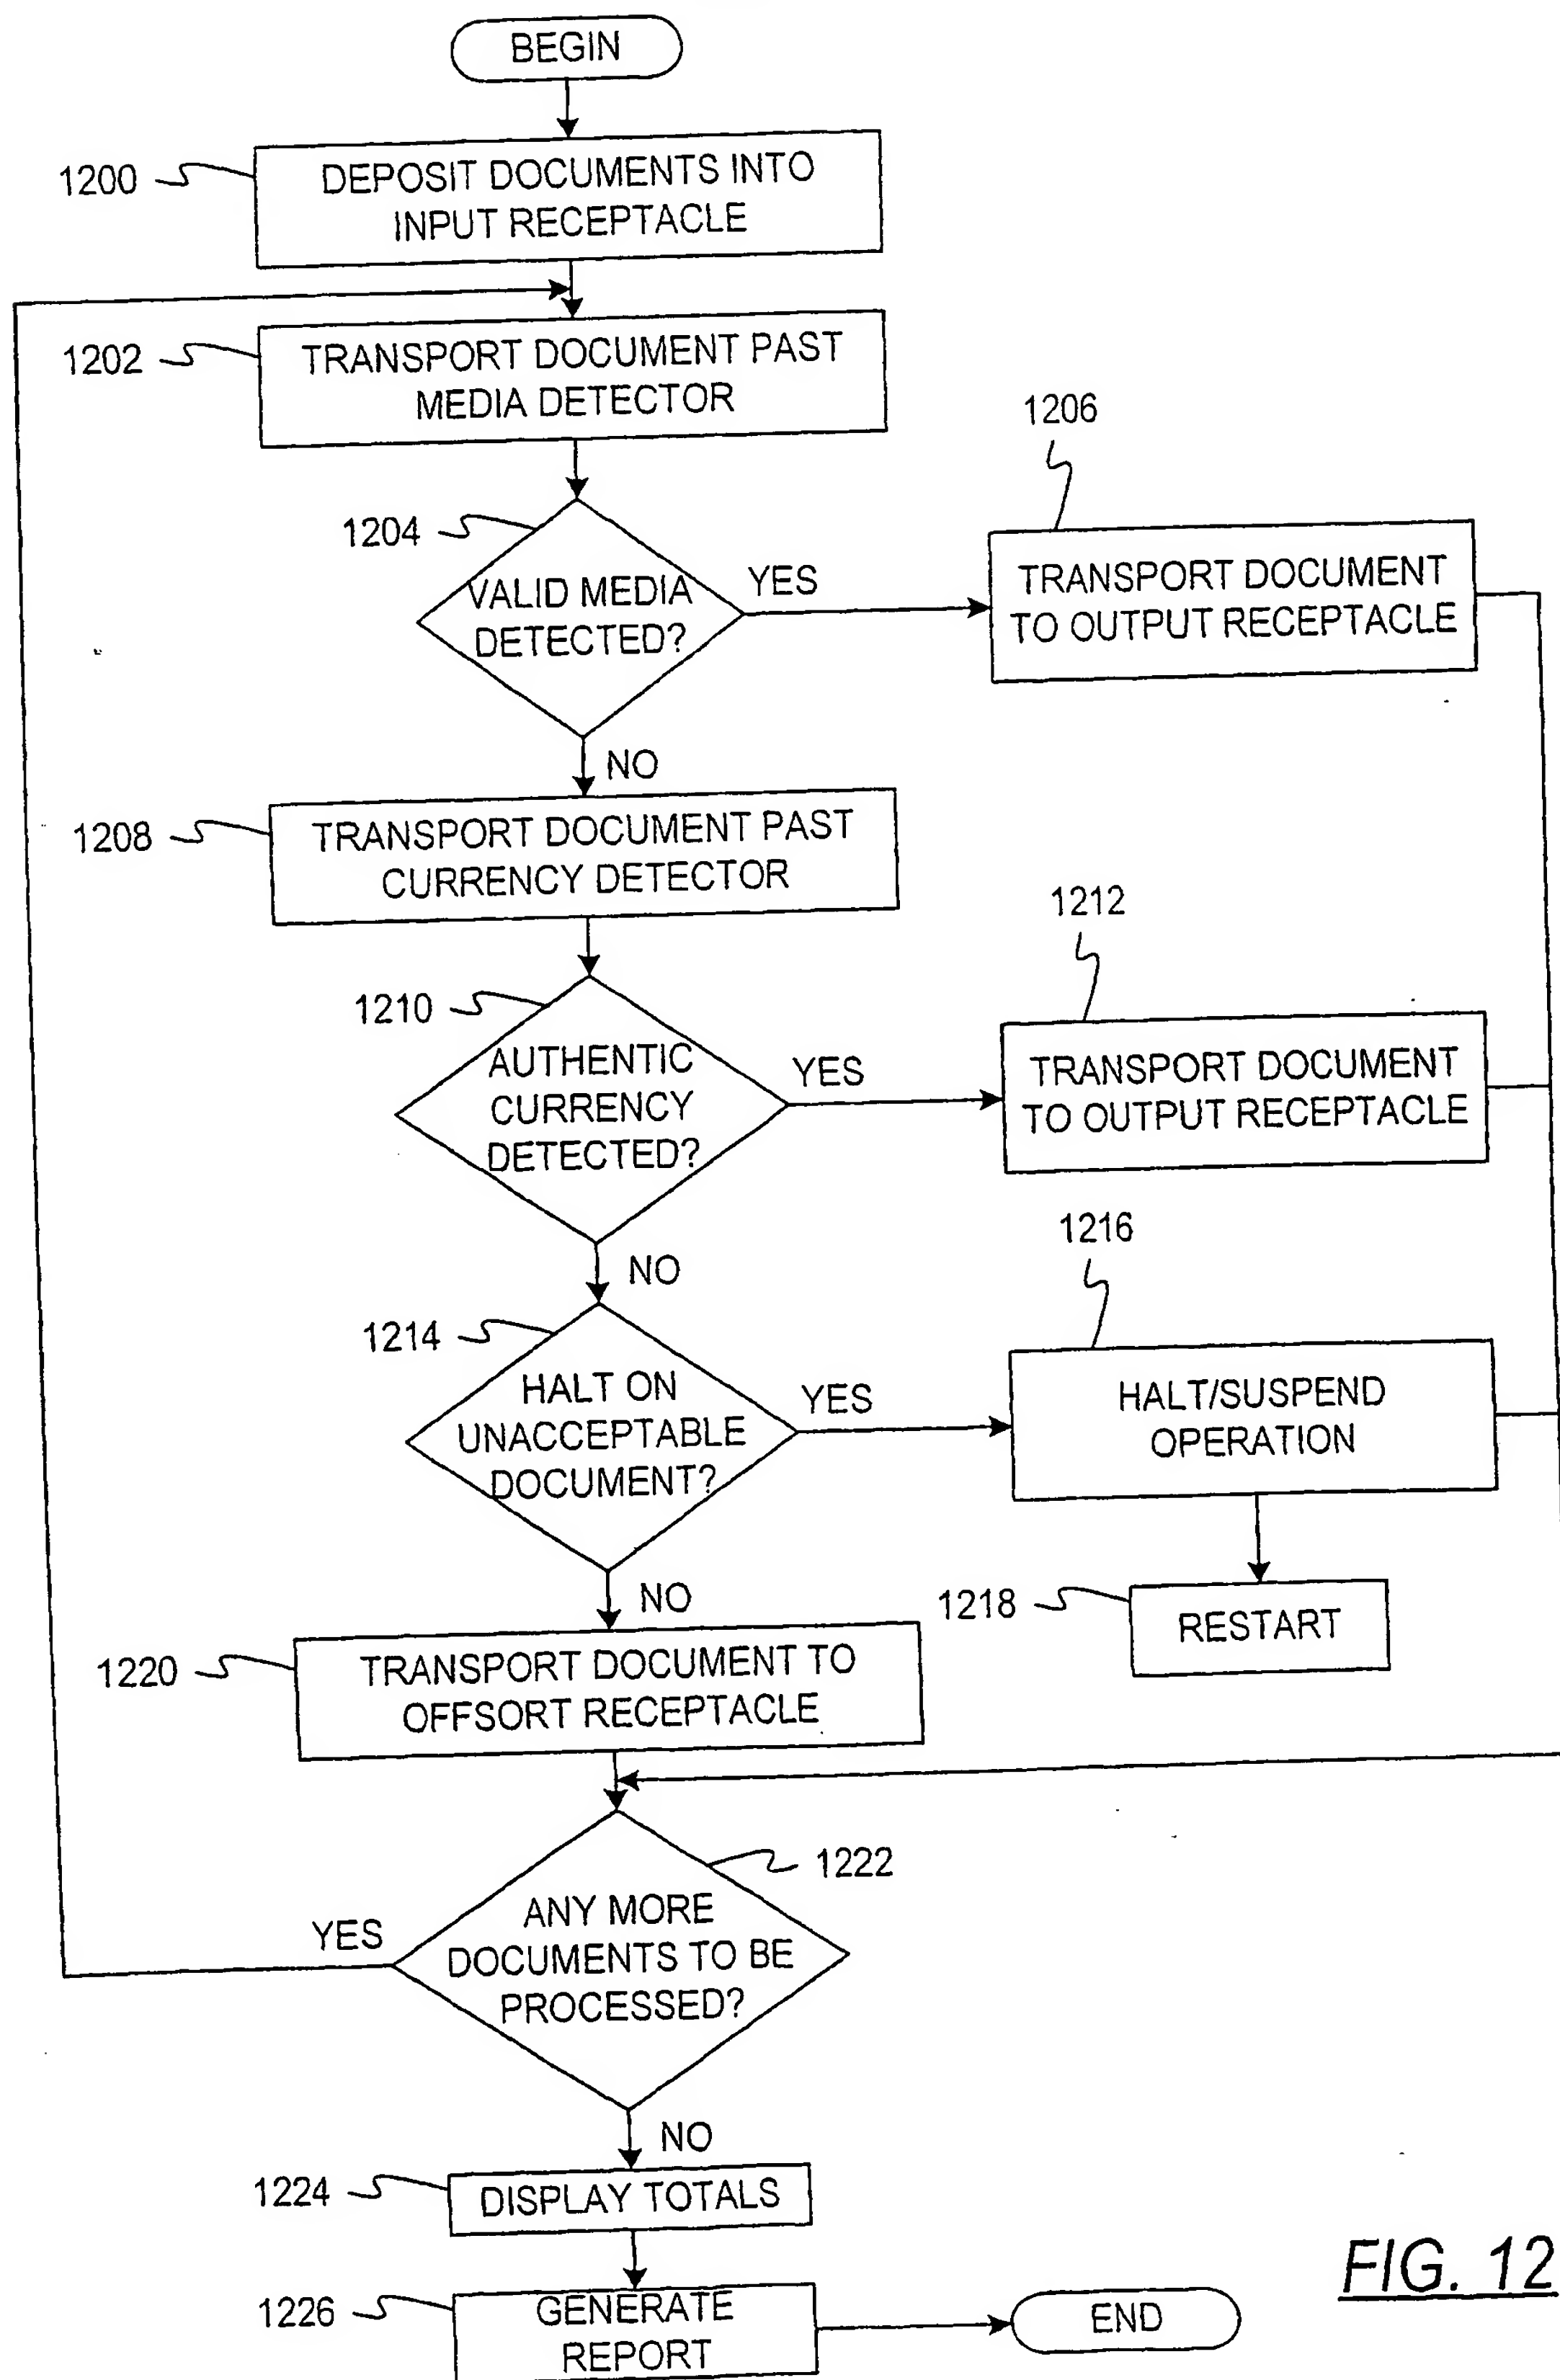 BEGIN
1200
DEPOSIT DOCUMENTS INTO
INPUT RECEPTACLE
1202
TRANSPORT DOCUMENT PAST
MEDIA DETECTOR
1204
VALID MEDIA
DETECTED?
YES
1206
TRANSPORT DOCUMENT
TO OUTPUT RECEPTACLE
NO
1208
TRANSPORT DOCUMENT PAST
CURRENCY DETECTOR
1210
AUTHENTIC
CURRENCY
DETECTED?
YES
1212
TRANSPORT DOCUMENT
TO OUTPUT RECEPTACLE
NO
1214
HALT ON
UNACCEPTABLE
DOCUMENT?
YES
1216
HALT/SUSPEND
OPERATION
1218
RESTART
NO
1220
TRANSPORT DOCUMENT TO
OFFSORT RECEPTACLE
1222
ANY MORE
DOCUMENTS TO BE
PROCESSED?
YES
NO
1224
DISPLAY TOTALS
1226
GENERATE
REPORT
END
FIG. 12